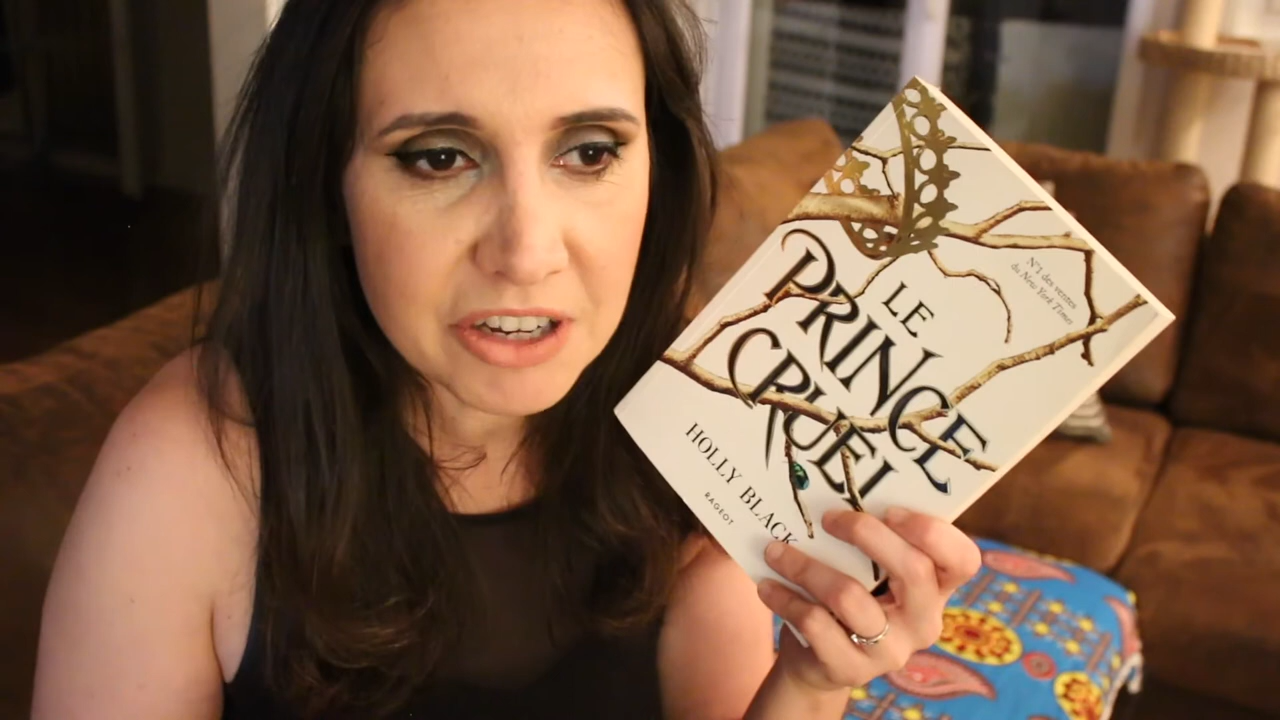 N°1 des ventes
du New York Times
LE
PRINCE
CRUEL
HOLLY BLACK
RAGEOT